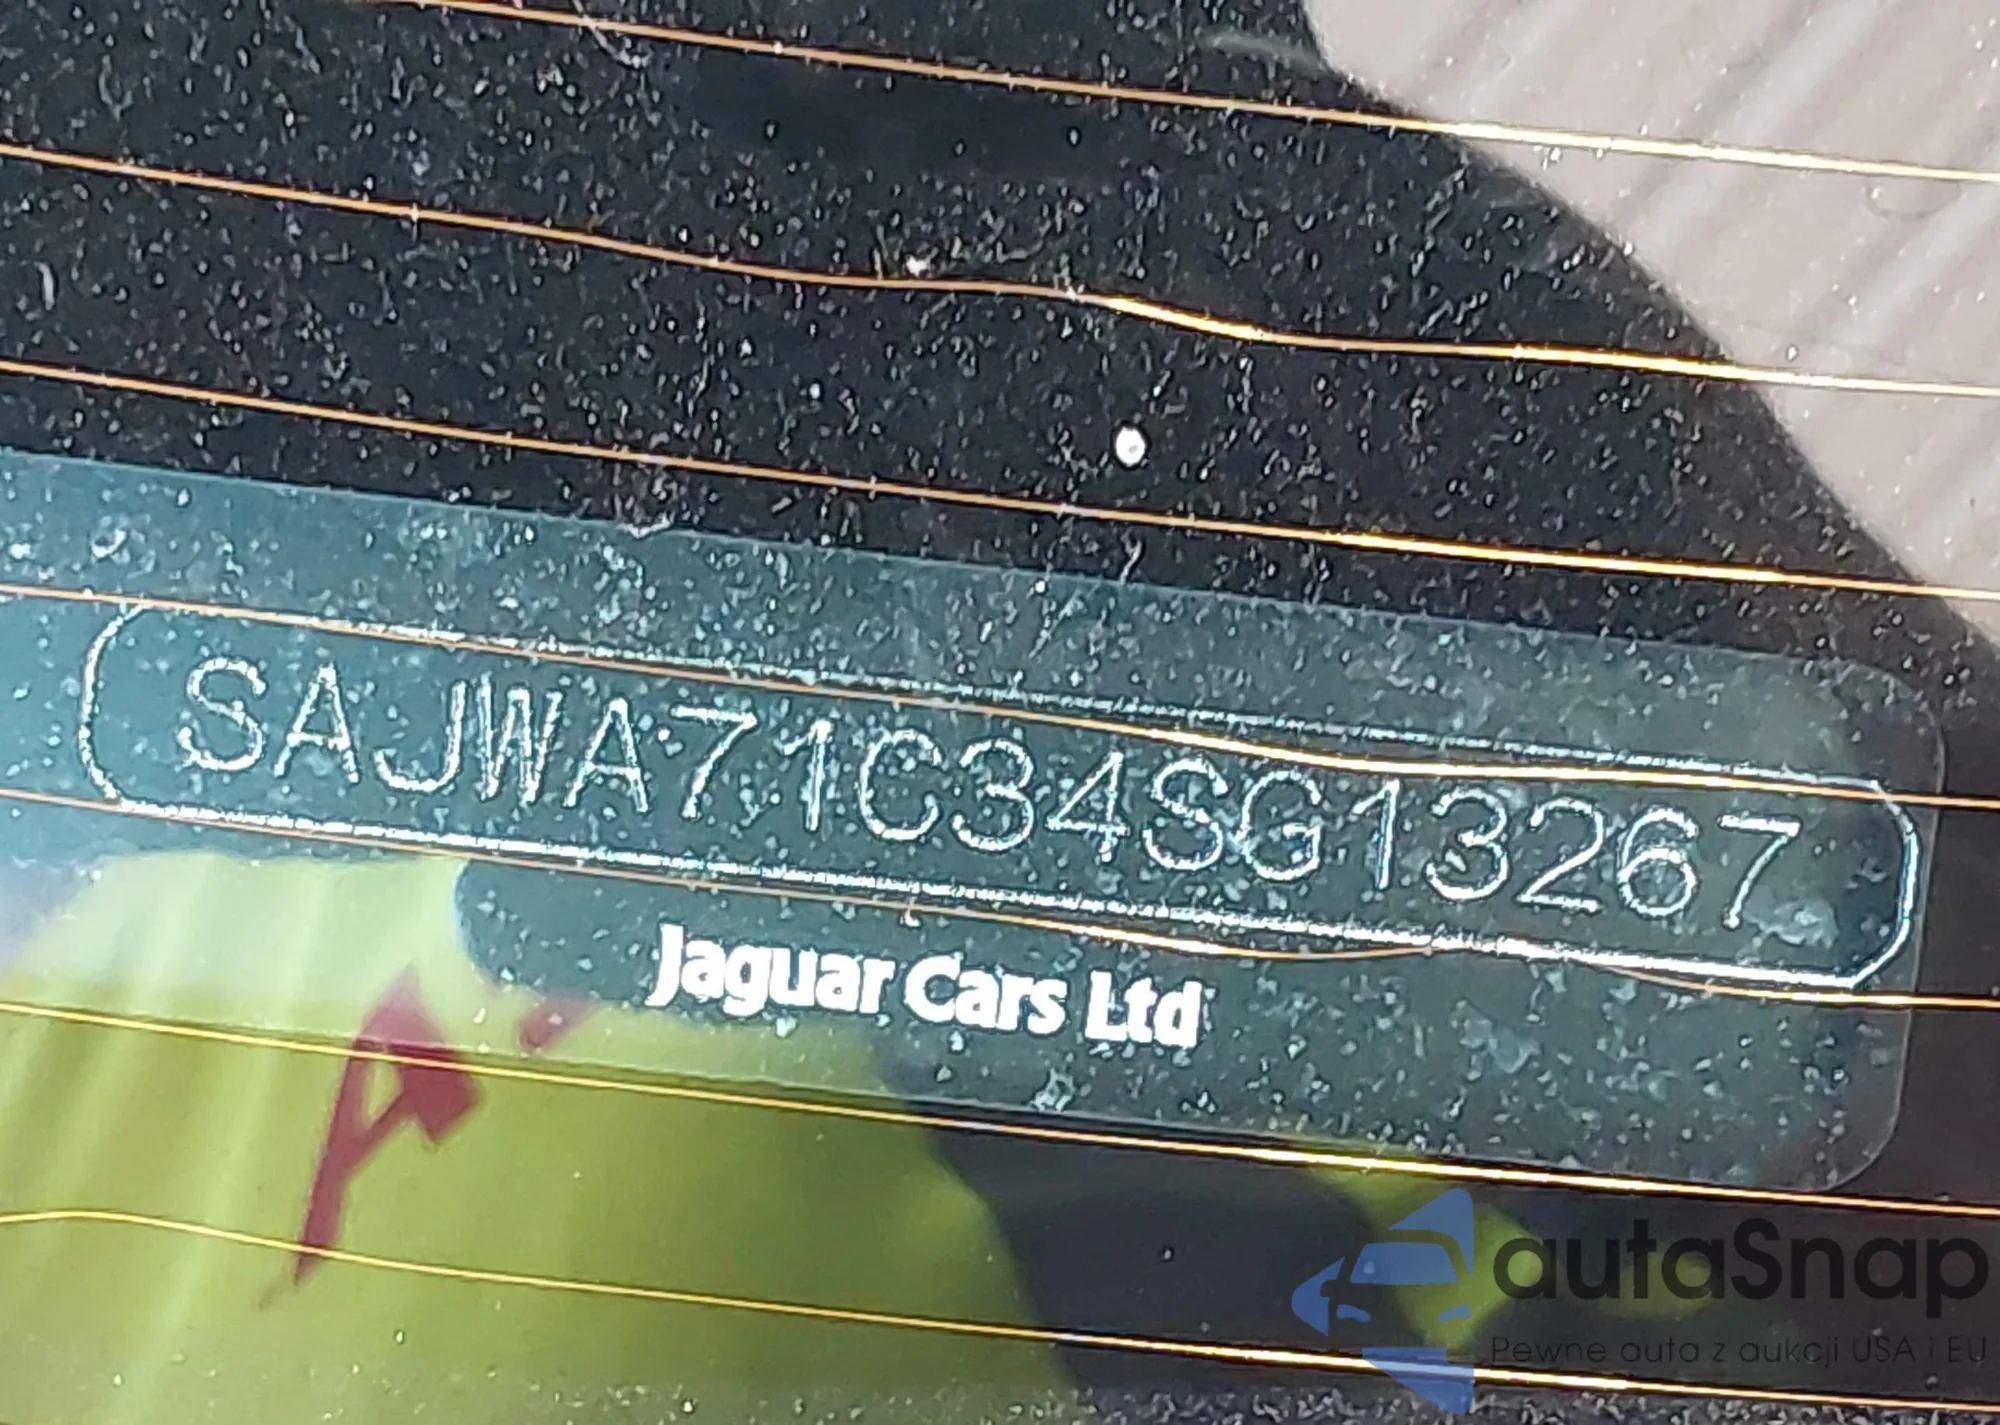 SAJWA71C34SG13267
Jaguar Cars Ltd
autaSnap
Pewne auta z aukcji USA i EU